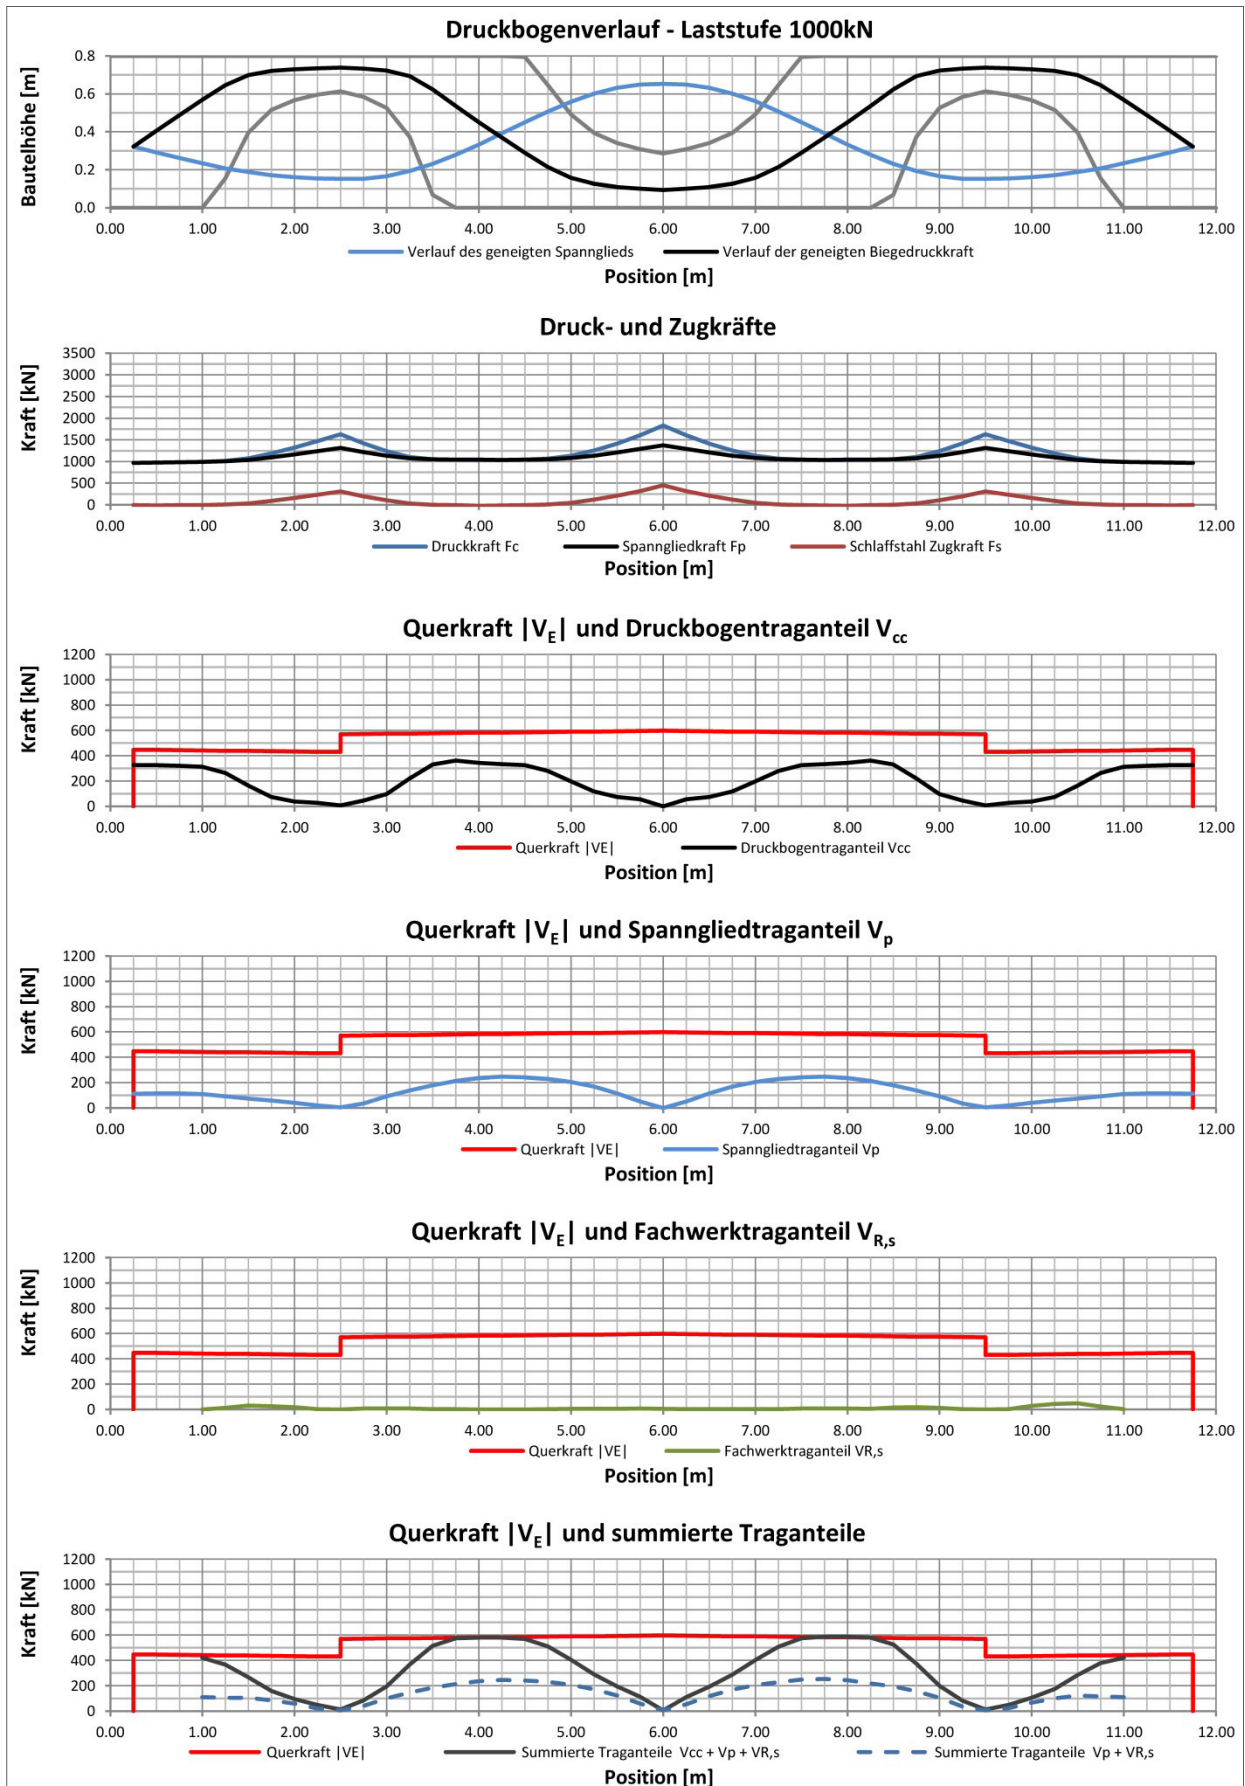 Druckbogenverlauf - Laststufe 1000kN
Bautelhöhe [m]
0.8
0.6
0.4
0.2
0.0
0.00 1.00 2.00 3.00 4.00 5.00 6.00 7.00 8.00 9.00 10.00 11.00 12.00
Verlauf des geneigten Spannglieds Verlauf der geneigten Biegedruckkraft
Position [m]
Druck- und Zugkräfte
Kraft [kN]
3500
3000
2500
2000
1500
1000
500
0
0.00 1.00 2.00 3.00 4.00 5.00 6.00 7.00 8.00 9.00 10.00 11.00 12.00
Druckkraft Fc Spanngliedkraft Fp Schlaffstahl Zugkraft Fs
Position [m]
Querkraft |VE| und Druckbogentraganteil Vcc
Kraft [kN]
1200
1000
800
600
400
200
0
0.00 1.00 2.00 3.00 4.00 5.00 6.00 7.00 8.00 9.00 10.00 11.00 12.00
Querkraft |VE| Druckbogentraganteil Vcc
Position [m]
Querkraft |VE| und Spanngliedtraganteil Vp
Kraft [kN]
1200
1000
800
600
400
200
0
0.00 1.00 2.00 3.00 4.00 5.00 6.00 7.00 8.00 9.00 10.00 11.00 12.00
Querkraft |VE| Spanngliedtraganteil Vp
Position [m]
Querkraft |VE| und Fachwerktraganteil VR,s
Kraft [kN]
1200
1000
800
600
400
200
0
0.00 1.00 2.00 3.00 4.00 5.00 6.00 7.00 8.00 9.00 10.00 11.00 12.00
Querkraft |VE| Fachwerktraganteil VR,s
Position [m]
Querkraft |VE| und summierte Traganteile
Kraft [kN]
1200
1000
800
600
400
200
0
0.00 1.00 2.00 3.00 4.00 5.00 6.00 7.00 8.00 9.00 10.00 11.00 12.00
Querkraft |VE| Summierte Traganteile Vcc + Vp + VR,s Summierte Traganteile Vp + VR,s
Position [m]